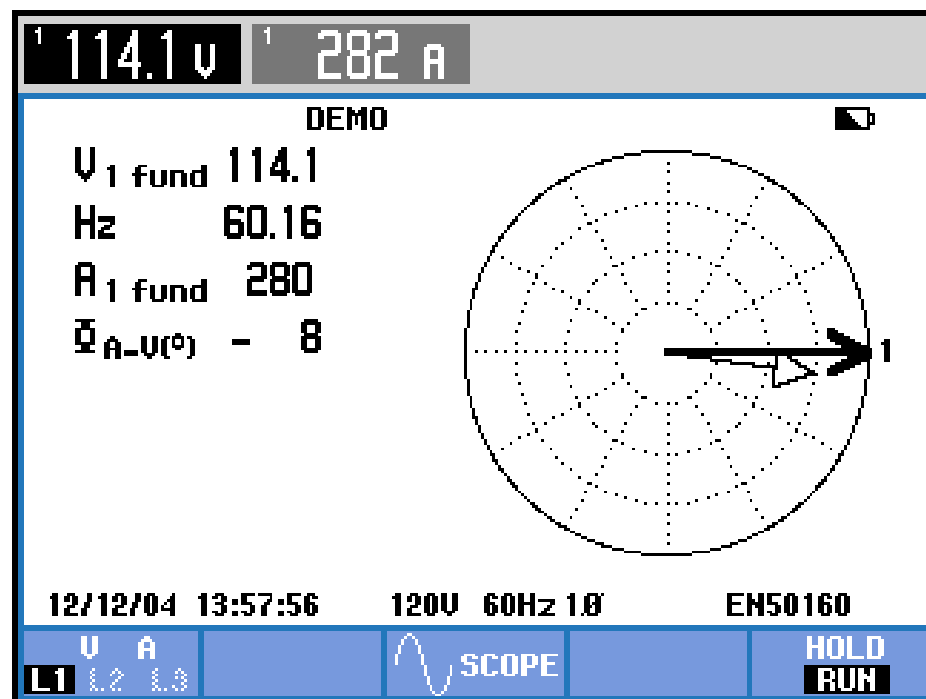 1 114.1 V 1 282 A
DEMO
V1 fund 114.1
Hz 60.16
A1 fund 280
Φ A-V(°) - 8
1
12/12/04 13:57:56 120V 60Hz 1Ø EN50160
V A
L1 L2 L3
SCOPE
HOLD
RUN